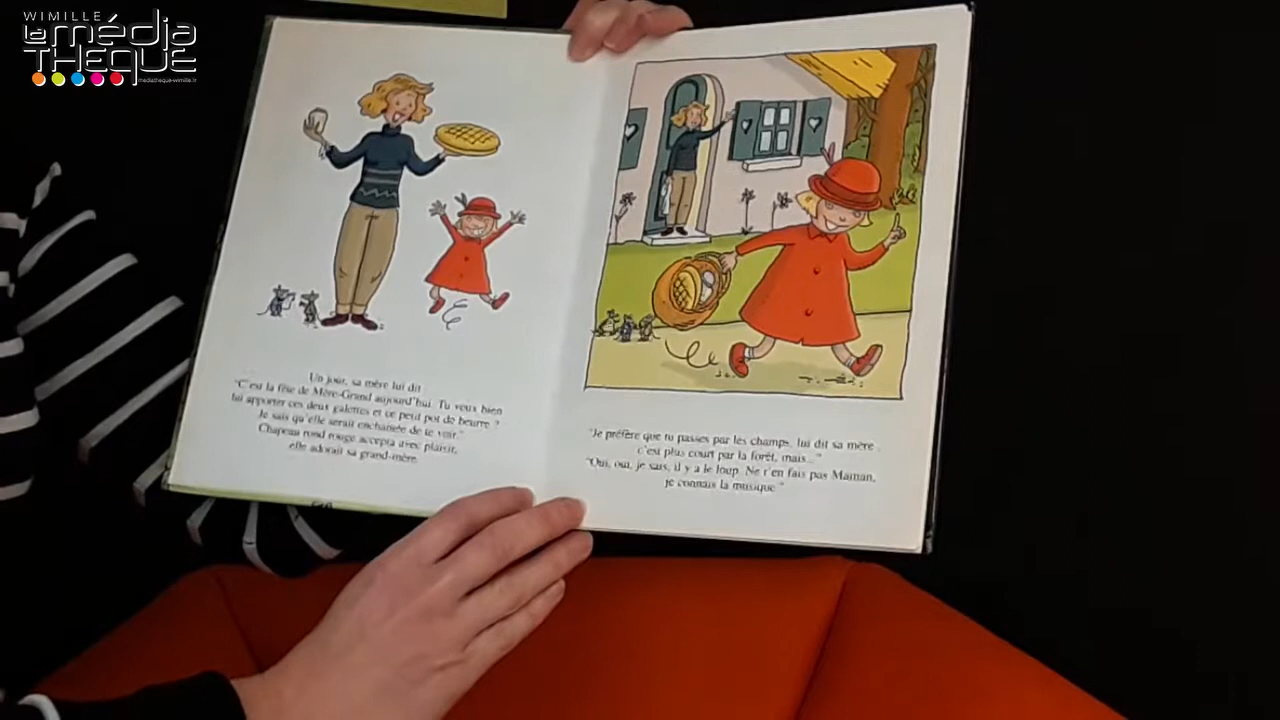 WIMILLE
la média
THEQUE
mediatheque-wimille.fr
Un jour, sa mère lui dit :
"C'est la fête de Mère-Grand aujourd'hui. Tu veux bien
lui apporter ces deux galettes et ce petit pot de beurre ?
Je sais qu'elle serait enchantée de te voir."
Chapeau rond rouge accepta avec plaisir,
elle adorait sa grand-mère.
"Je préfère que tu passes par les champs, lui dit sa mère,
c'est plus court par la forêt, mais..."
"Oui, oui, je sais, il y a le loup. Ne t'en fais pas Maman,
je connais la musique."